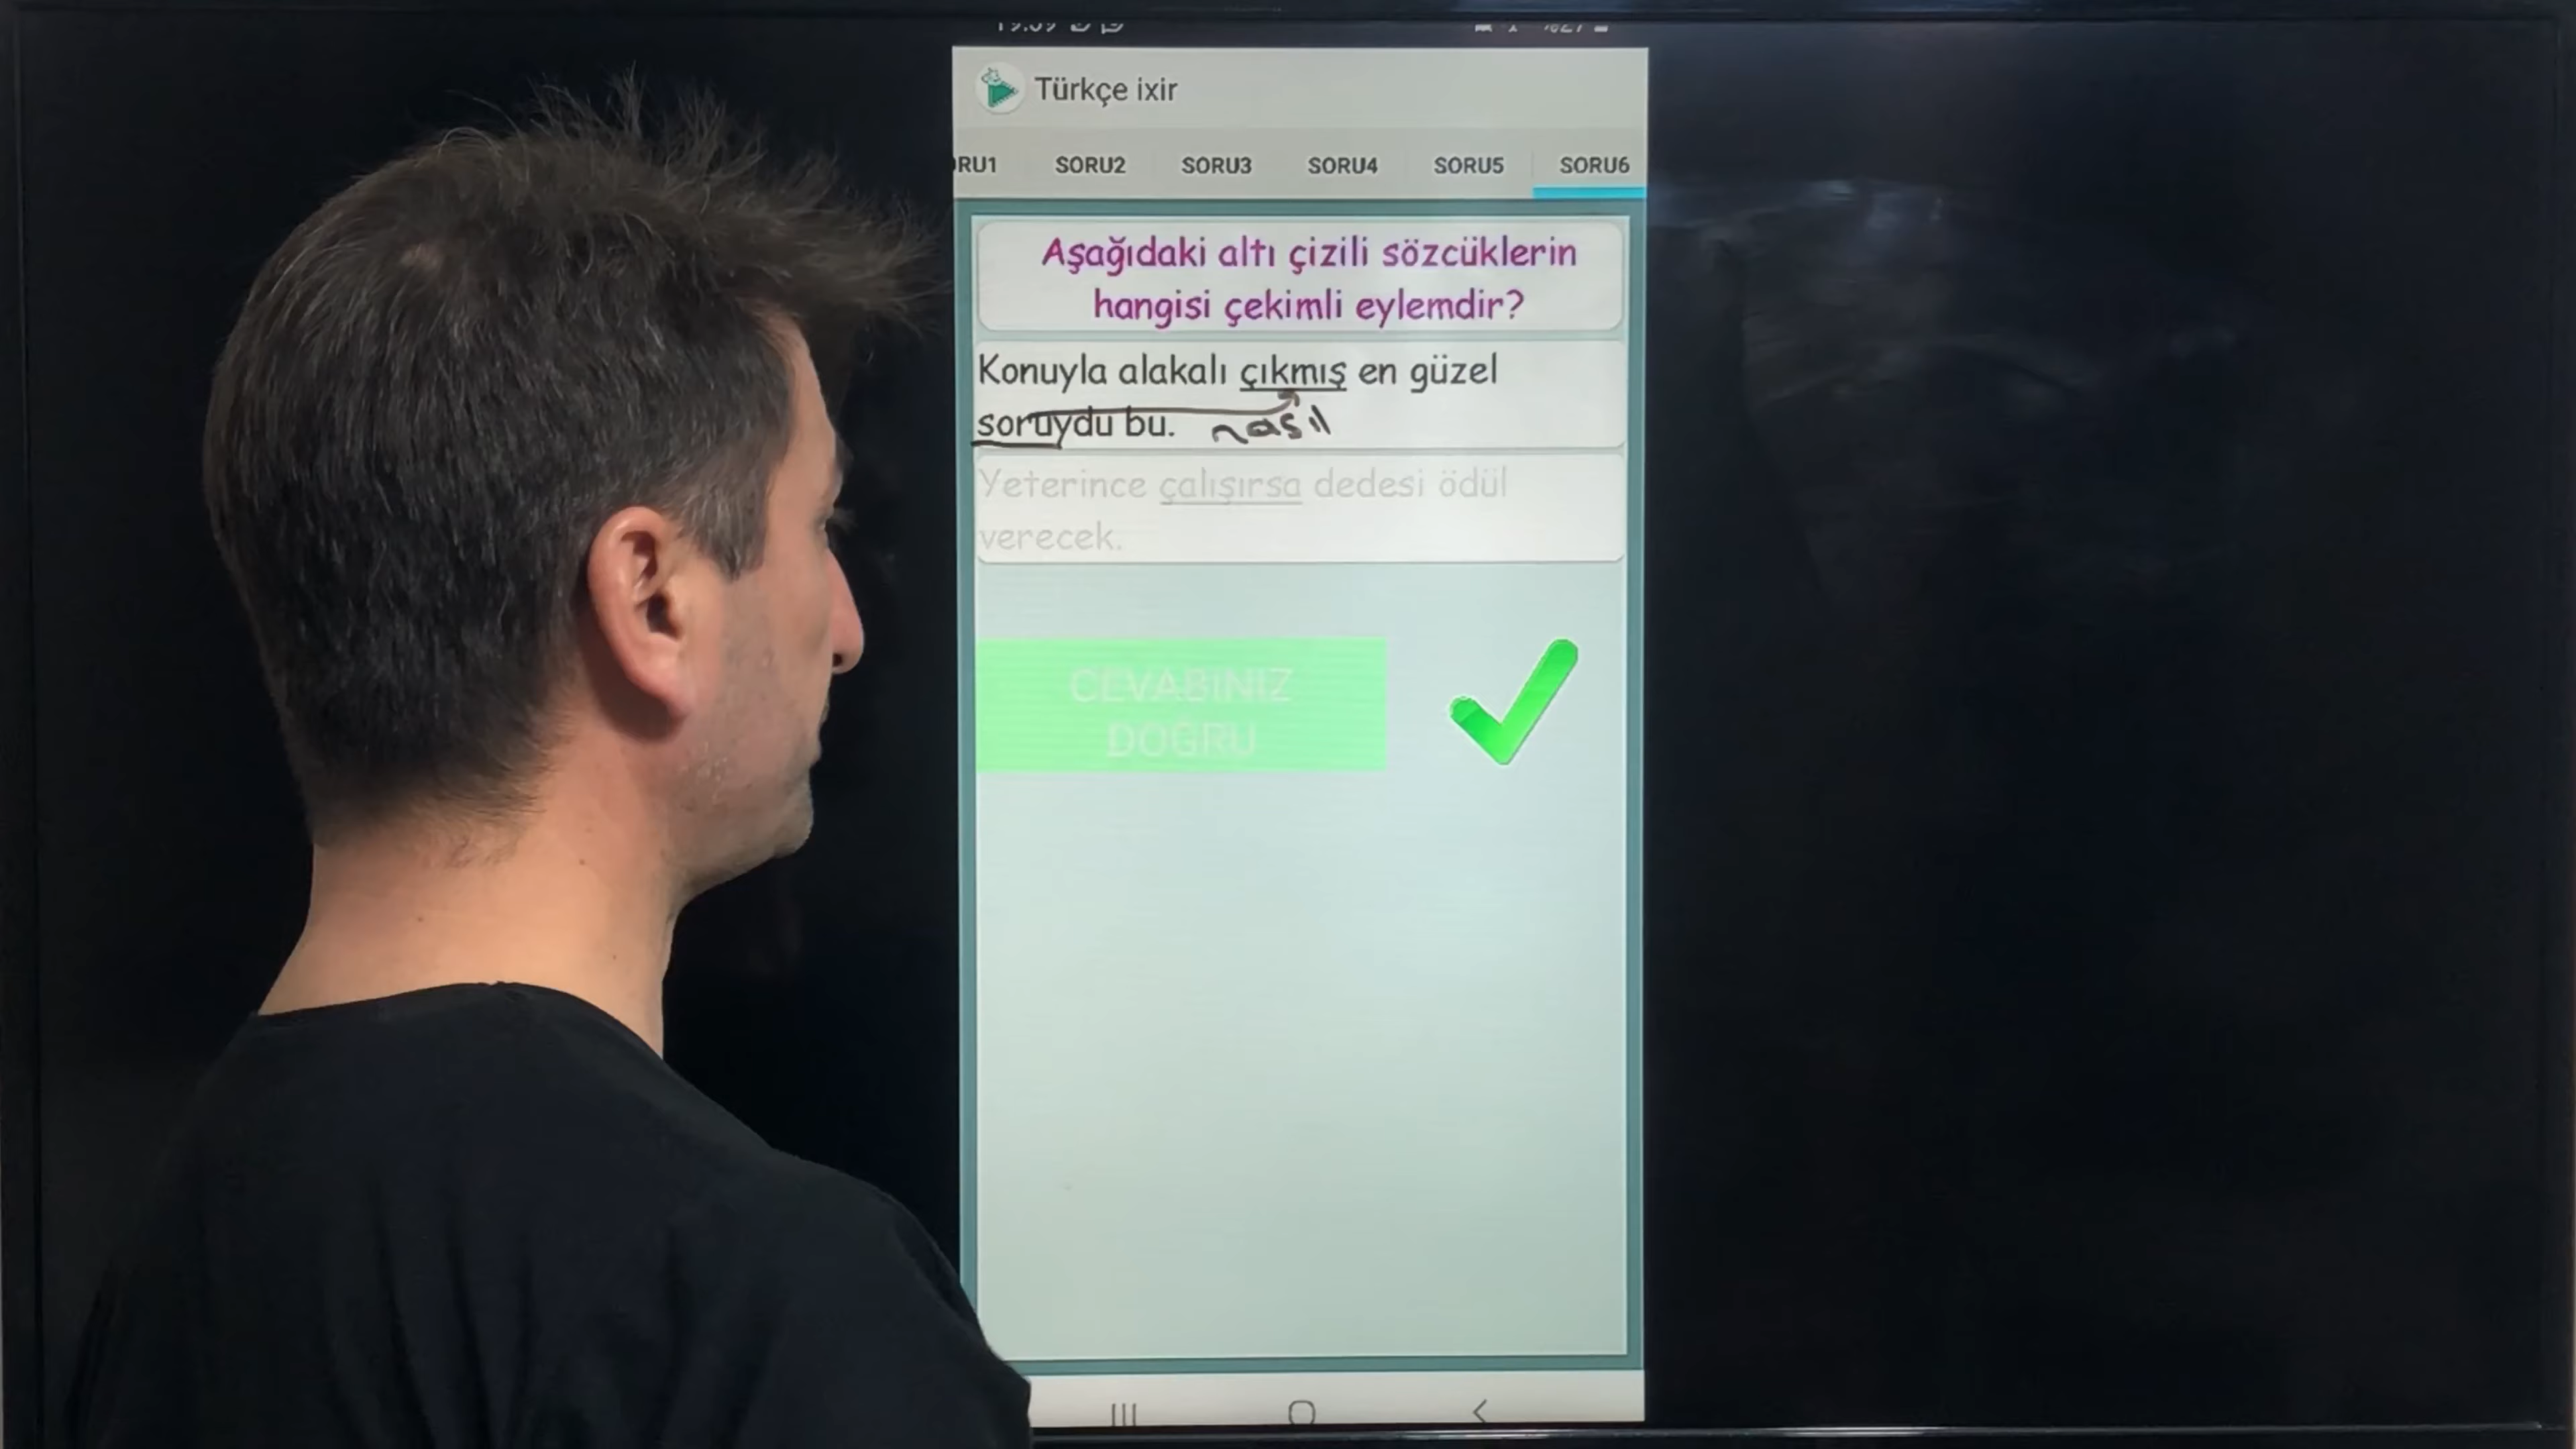 Türkçe ixir
SORU2 SORU3 SORU4 SORU5 SORU6
Aşağıdaki altı çizili sözcüklerin
hangisi çekimli eylemdir?
Konuyla alakalı çıkmış en güzel
soruydu bu. nasıl
Yeterince çalışırsa dedesi ödül
verecek.
CEVABINIZ
DOĞRU